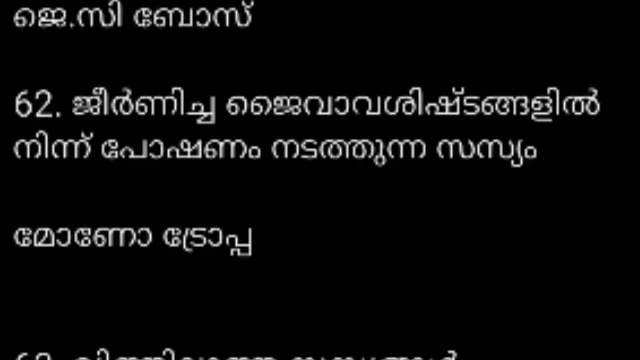 ജെ.സി ബോസ്
62. ജീർണിച്ച ജൈവാവശിഷ്ടങ്ങളിൽ
നിന്ന് പോഷണം നടത്തുന്ന സസ്യം
മോണോ ട്രോപ്പ